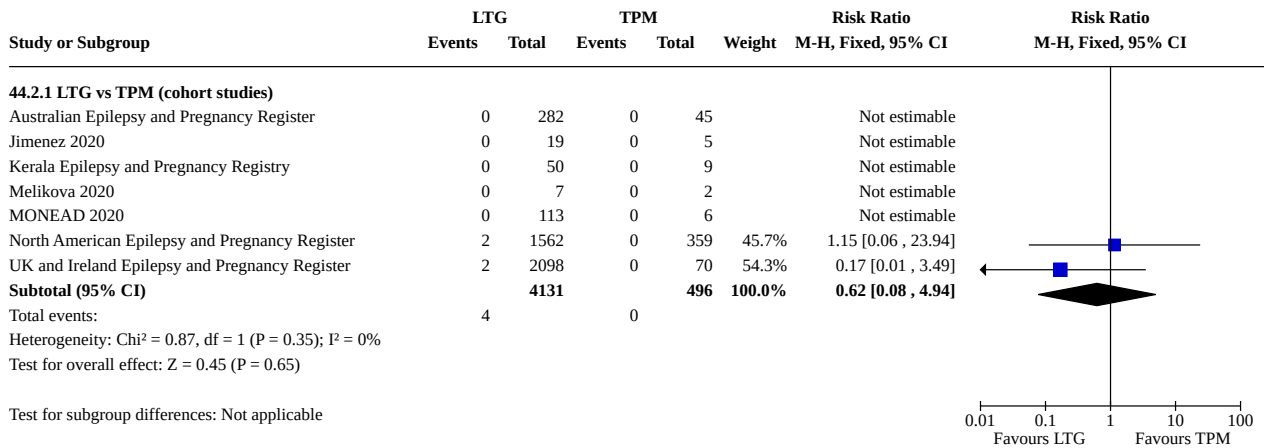 LTG TPM Risk Ratio Risk Ratio
Study or Subgroup Events Total Events Total Weight M-H, Fixed, 95% CI M-H, Fixed, 95% CI
44.2.1 LTG vs TPM (cohort studies)
Australian Epilepsy and Pregnancy Register 0 282 0 45 Not estimable
Jimenez 2020 0 19 0 5 Not estimable
Kerala Epilepsy and Pregnancy Registry 0 50 0 9 Not estimable
Melikova 2020 0 7 0 2 Not estimable
MONEAD 2020 0 113 0 6 Not estimable
North American Epilepsy and Pregnancy Register 2 1562 0 359 45.7% 1.15 [0.06 , 23.94]
UK and Ireland Epilepsy and Pregnancy Register 2 2098 0 70 54.3% 0.17 [0.01 , 3.49]
Subtotal (95% CI) 4131 496 100.0% 0.62 [0.08 , 4.94]
Total events: 4 0
Heterogeneity: Chi² = 0.87, df = 1 (P = 0.35); I² = 0%
Test for overall effect: Z = 0.45 (P = 0.65)
Test for subgroup differences: Not applicable
0.01 0.1 1 10 100
Favours LTG Favours TPM